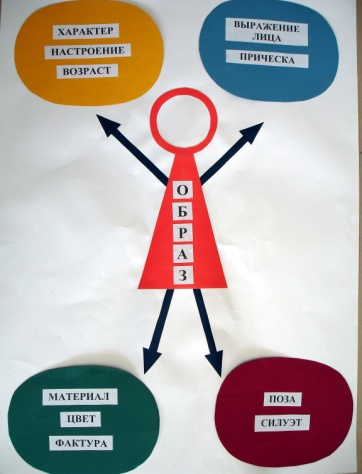 ХАРАКТЕР
НАСТРОЕНИЕ
ВОЗРАСТ
ВЫРАЖЕНИЕ
ЛИЦА
ПРИЧЕСКА
О
Б
Р
А
З
МАТЕРИАЛ
ЦВЕТ
ФАКТУРА
ПОЗА
СИЛУЭТ